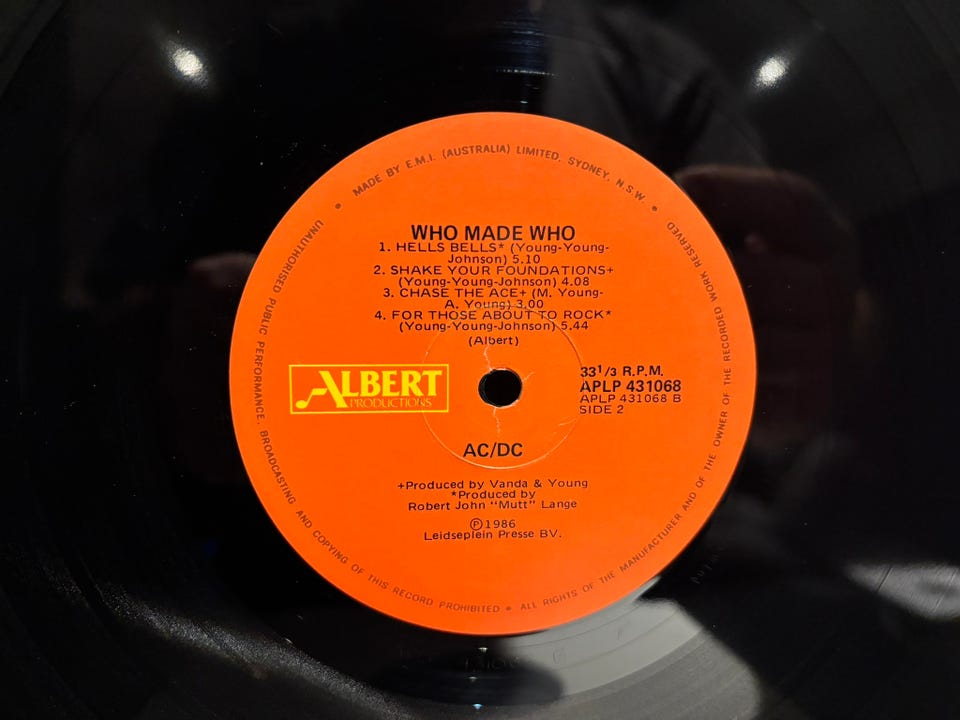 MADE BY E.M.I. (AUSTRALIA) LIMITED. SYDNEY. N.S.W ●
UNAUTHORISED PUBLIC PERFORMANCE, BROADCASTING AND COPYING OF THIS RECORD PROHIBITED ● ALL RIGHTS OF THE MANUFACTURER AND OF THE OWNER OF THE RECORDED WORK RESERVED ●
WHO MADE WHO
1. HELLS BELLS* (Young-Young-
Johnson) 5.10
2. SHAKE YOUR FOUNDATIONS+
(Young-Young-Johnson) 4.08
3. CHASE THE ACE+ (M. Young-
A. Young) 3.00
4. FOR THOSE ABOUT TO ROCK*
(Young-Young-Johnson) 5.44
(Albert)
ALBERT
PRODUCTIONS
33 1/3 R.P.M.
APLP 431068
APLP 431068 B
SIDE 2
AC/DC
+Produced by Vanda & Young
*Produced by
Robert John "Mutt" Lange
Ⓟ1986
Leidseplein Presse BV.